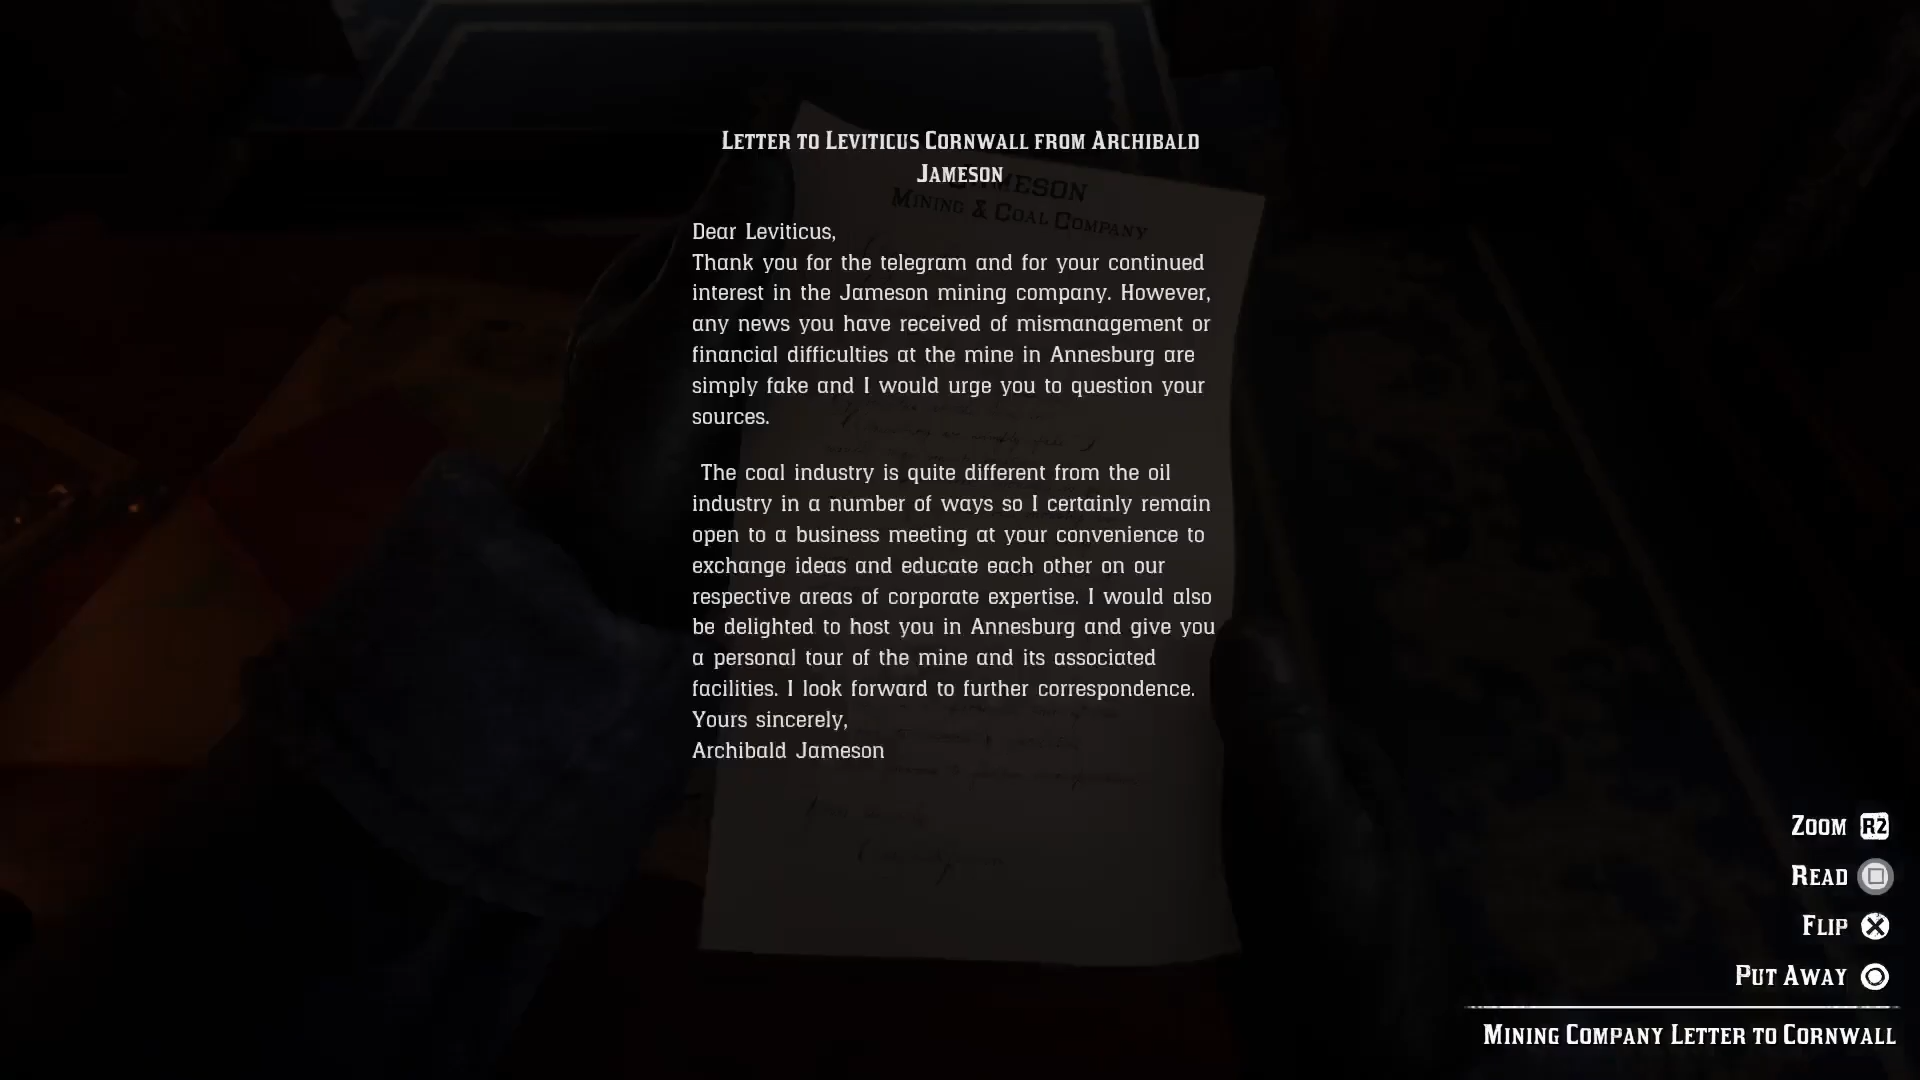 Letter to Leviticus Cornwall from Archibald
Jameson
Jameson
Mining & Coal Company
Dear Leviticus,
Thank you for the telegram and for your continued
interest in the Jameson mining company. However,
any news you have received of mismanagement or
financial difficulties at the mine in Annesburg are
simply fake and I would urge you to question your
sources.
The coal industry is quite different from the oil
industry in a number of ways so I certainly remain
open to a business meeting at your convenience to
exchange ideas and educate each other on our
respective areas of corporate expertise. I would also
be delighted to host you in Annesburg and give you
a personal tour of the mine and its associated
facilities. I look forward to further correspondence.
Yours sincerely,
Archibald Jameson
Zoom R2
Read
Flip
Put Away
Mining Company Letter to Cornwall